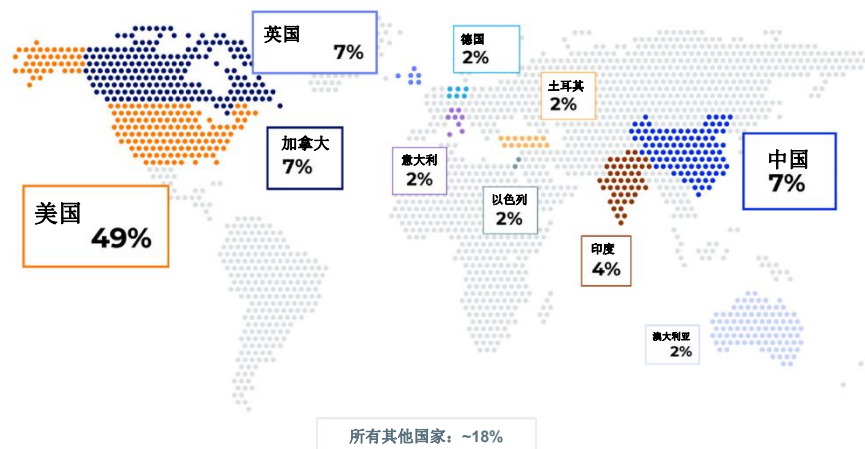 英国
7%
德国
2%
土耳其
2%
加拿大
7%
意大利
2%
中国
7%
美国
49%
以色列
2%
印度
4%
澳大利亚
2%
所有其他国家：~18%